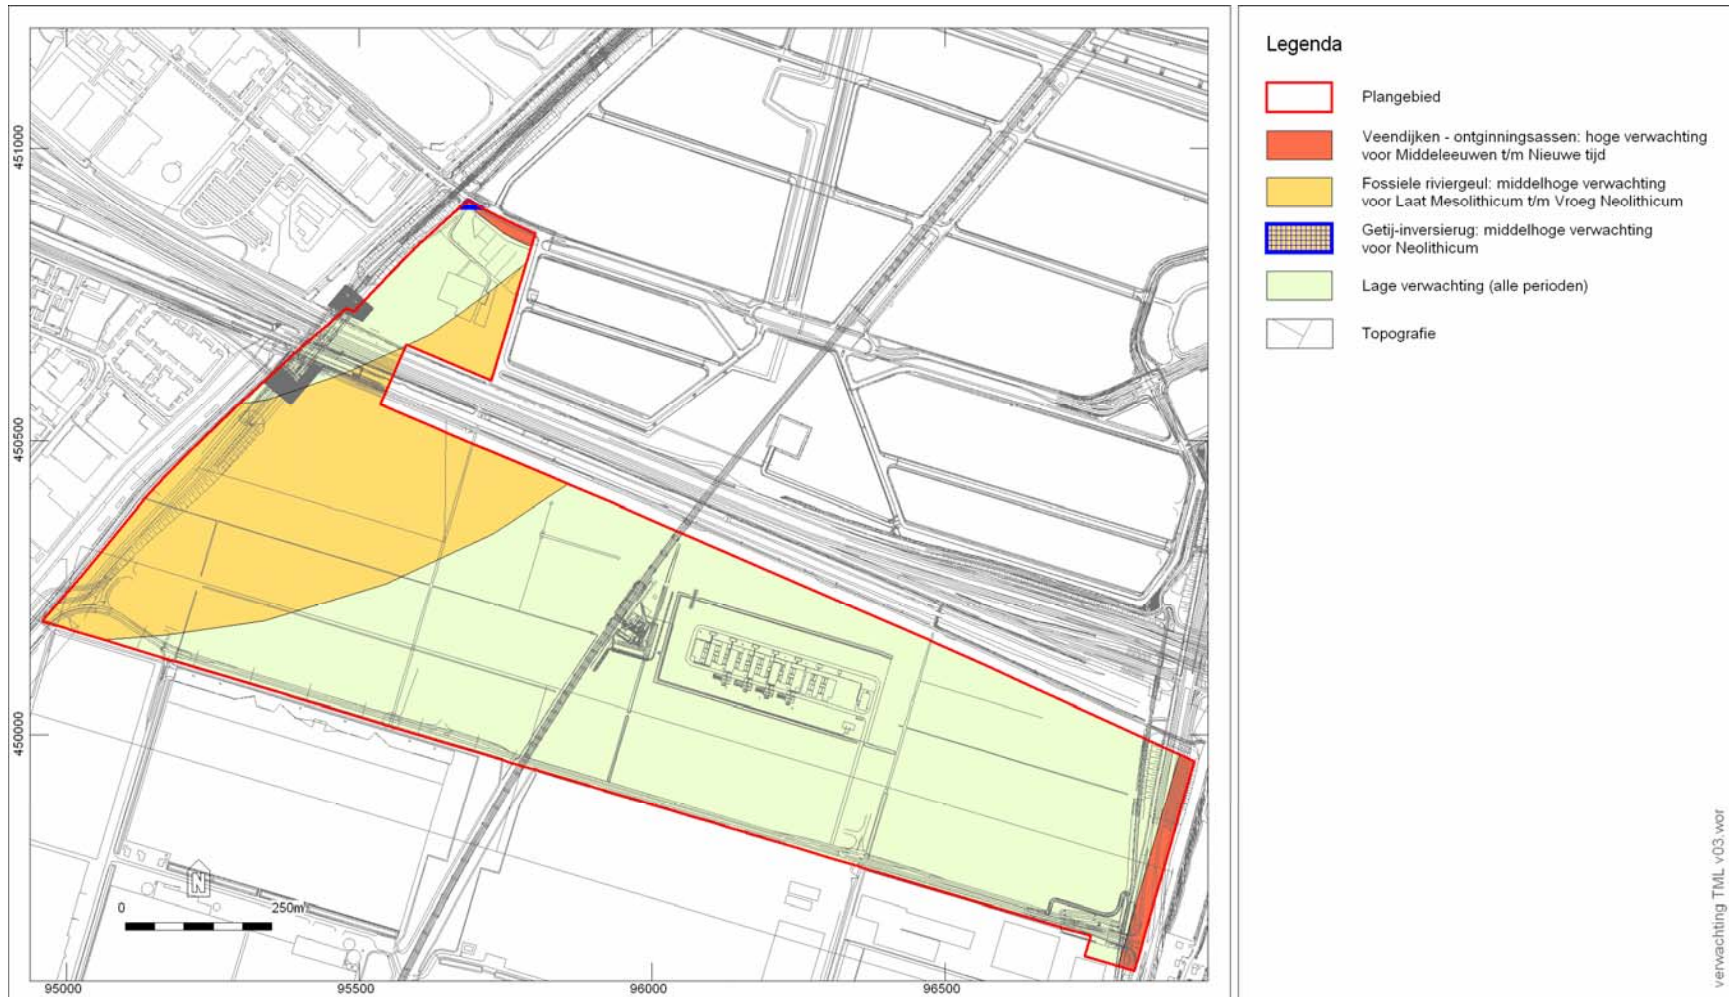 Legenda
Plangebied
Veendijken - ontginningsassen: hoge verwachting
voor Middeleeuwen t/m Nieuwe tijd
Fossiele riviergeul: middelhoge verwachting
voor Laat Mesolithicum t/m Vroeg Neolithicum
Getij-inversierug: middelhoge verwachting
voor Neolithicum
Lage verwachting (alle perioden)
Topografie
451000
450500
450000
N
0 250m
95000 95500 96000 96500
verwachting TML v03.wor